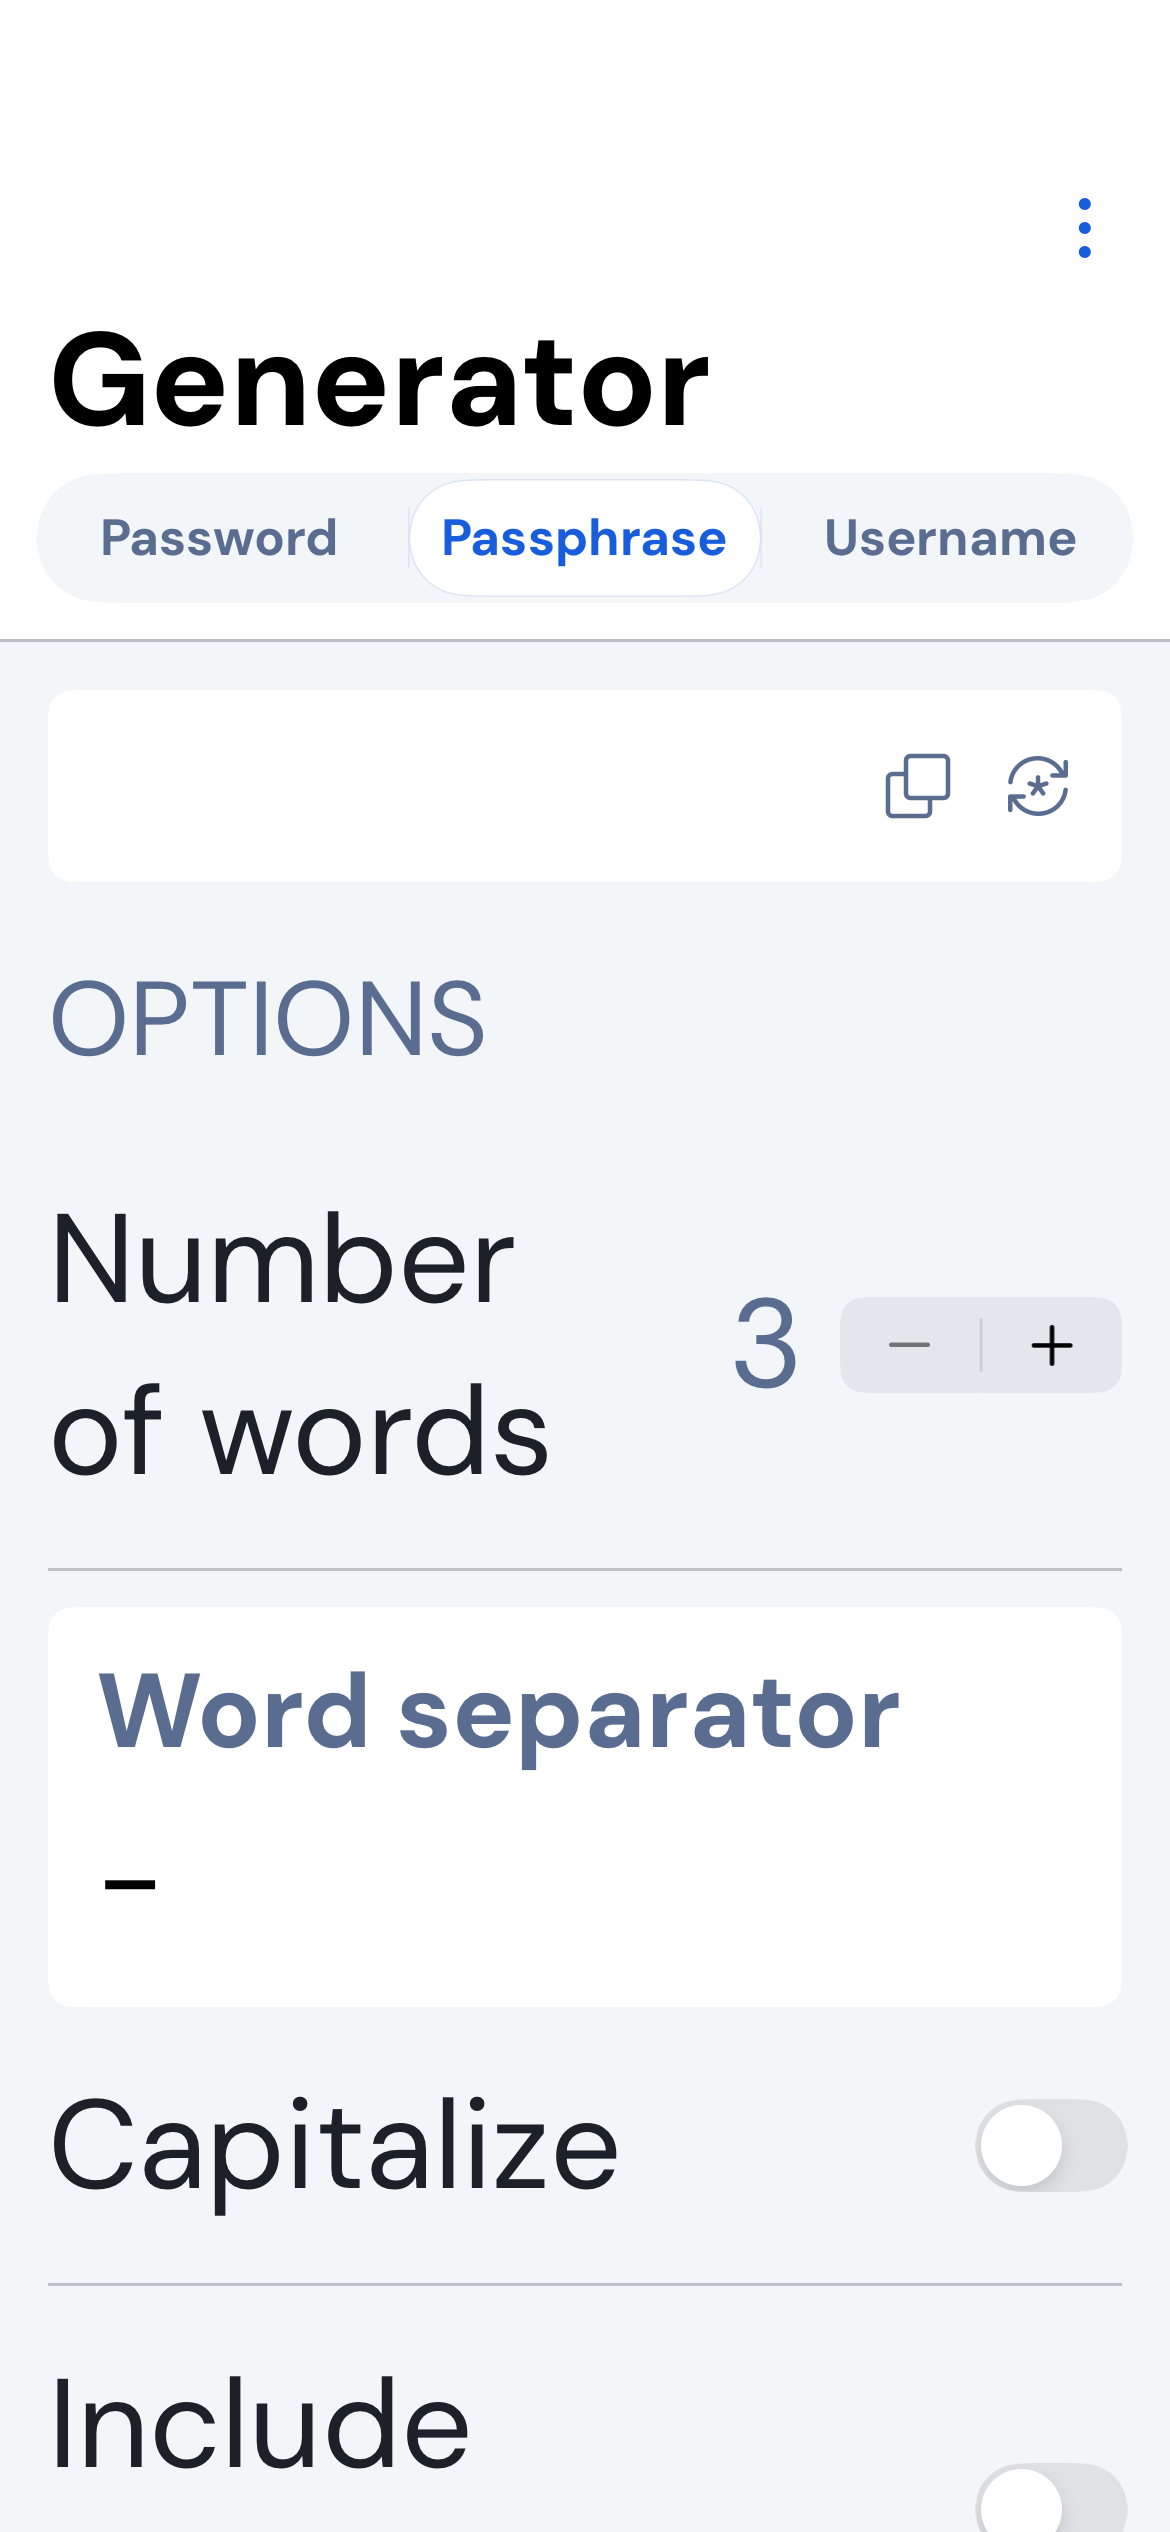 Generator
Password Passphrase Username
OPTIONS
Number
of words
3
Word separator
-
Capitalize
Include